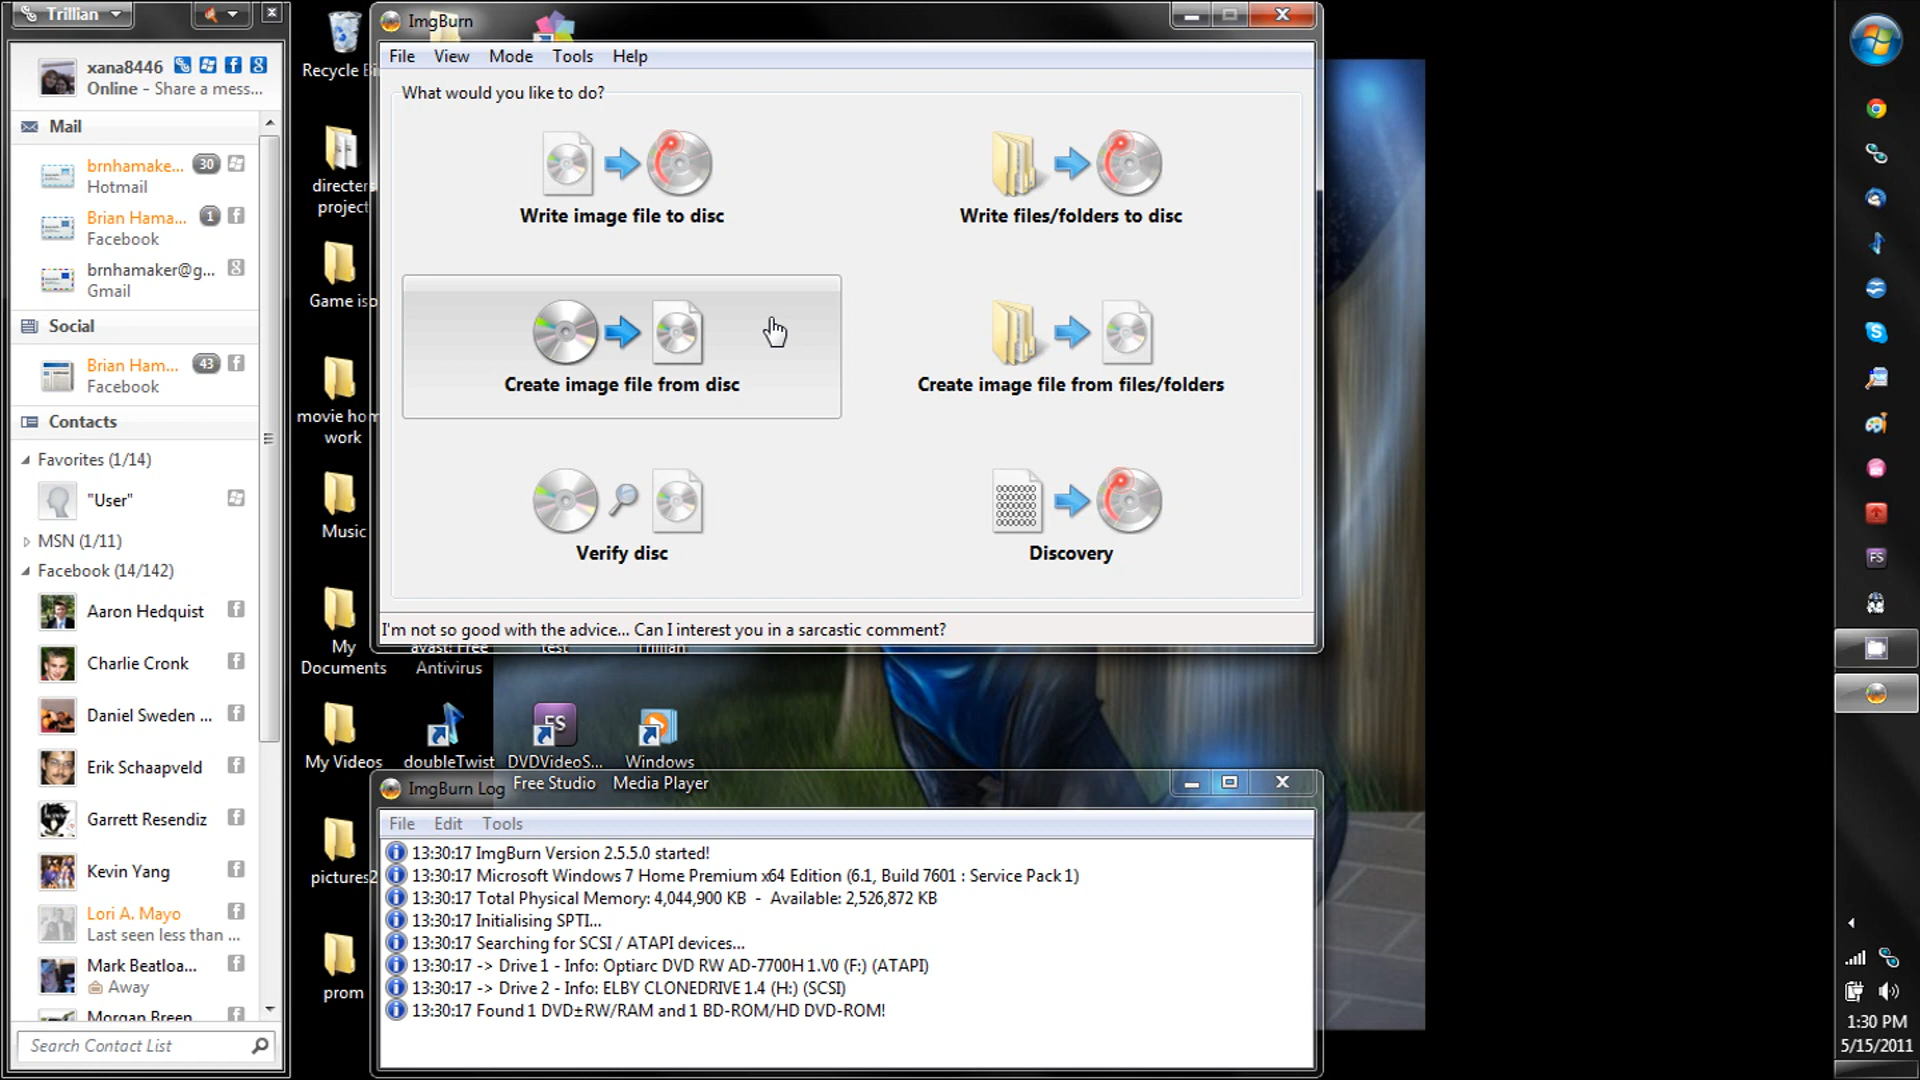 Trillian
xana8446
Online - Share a mess...
Mail
brnhamake... 30
Hotmail
Brian Hama... 1
Facebook
brnhamaker@g...
Gmail
Social
Brian Ham... 43
Facebook
Contacts
Favorites (1/14)
"User"
MSN (1/11)
Facebook (14/142)
Aaron Hedquist
Charlie Cronk
Daniel Sweden ...
Erik Schaapveld
Garrett Resendiz
Kevin Yang
Lori A. Mayo
Last seen less than ...
Mark Beatloa...
Away
Morgan Breen
Search Contact List
Recycle Bi
directers
project
Game iso
movie hom
work
Music
My
Documents
avast! Free
Antivirus
test
Trillian
My Videos
doubleTwist
FS
DVDVideoS...
Free Studio
Windows
Media Player
pictures2
prom
ImgBurn
File View Mode Tools Help
What would you like to do?
Write image file to disc
Write files/folders to disc
Create image file from disc
Create image file from files/folders
Verify disc
Discovery
I'm not so good with the advice... Can I interest you in a sarcastic comment?
ImgBurn Log
File Edit Tools
13:30:17 ImgBurn Version 2.5.5.0 started!
13:30:17 Microsoft Windows 7 Home Premium x64 Edition (6.1, Build 7601 : Service Pack 1)
13:30:17 Total Physical Memory: 4,044,900 KB - Available: 2,526,872 KB
13:30:17 Initialising SPTI...
13:30:17 Searching for SCSI / ATAPI devices...
13:30:17 -> Drive 1 - Info: Optiarc DVD RW AD-7700H 1.V0 (F:) (ATAPI)
13:30:17 -> Drive 2 - Info: ELBY CLONEDRIVE 1.4 (H:) (SCSI)
13:30:17 Found 1 DVD±RW/RAM and 1 BD-ROM/HD DVD-ROM!
FS
1:30 PM
5/15/2011